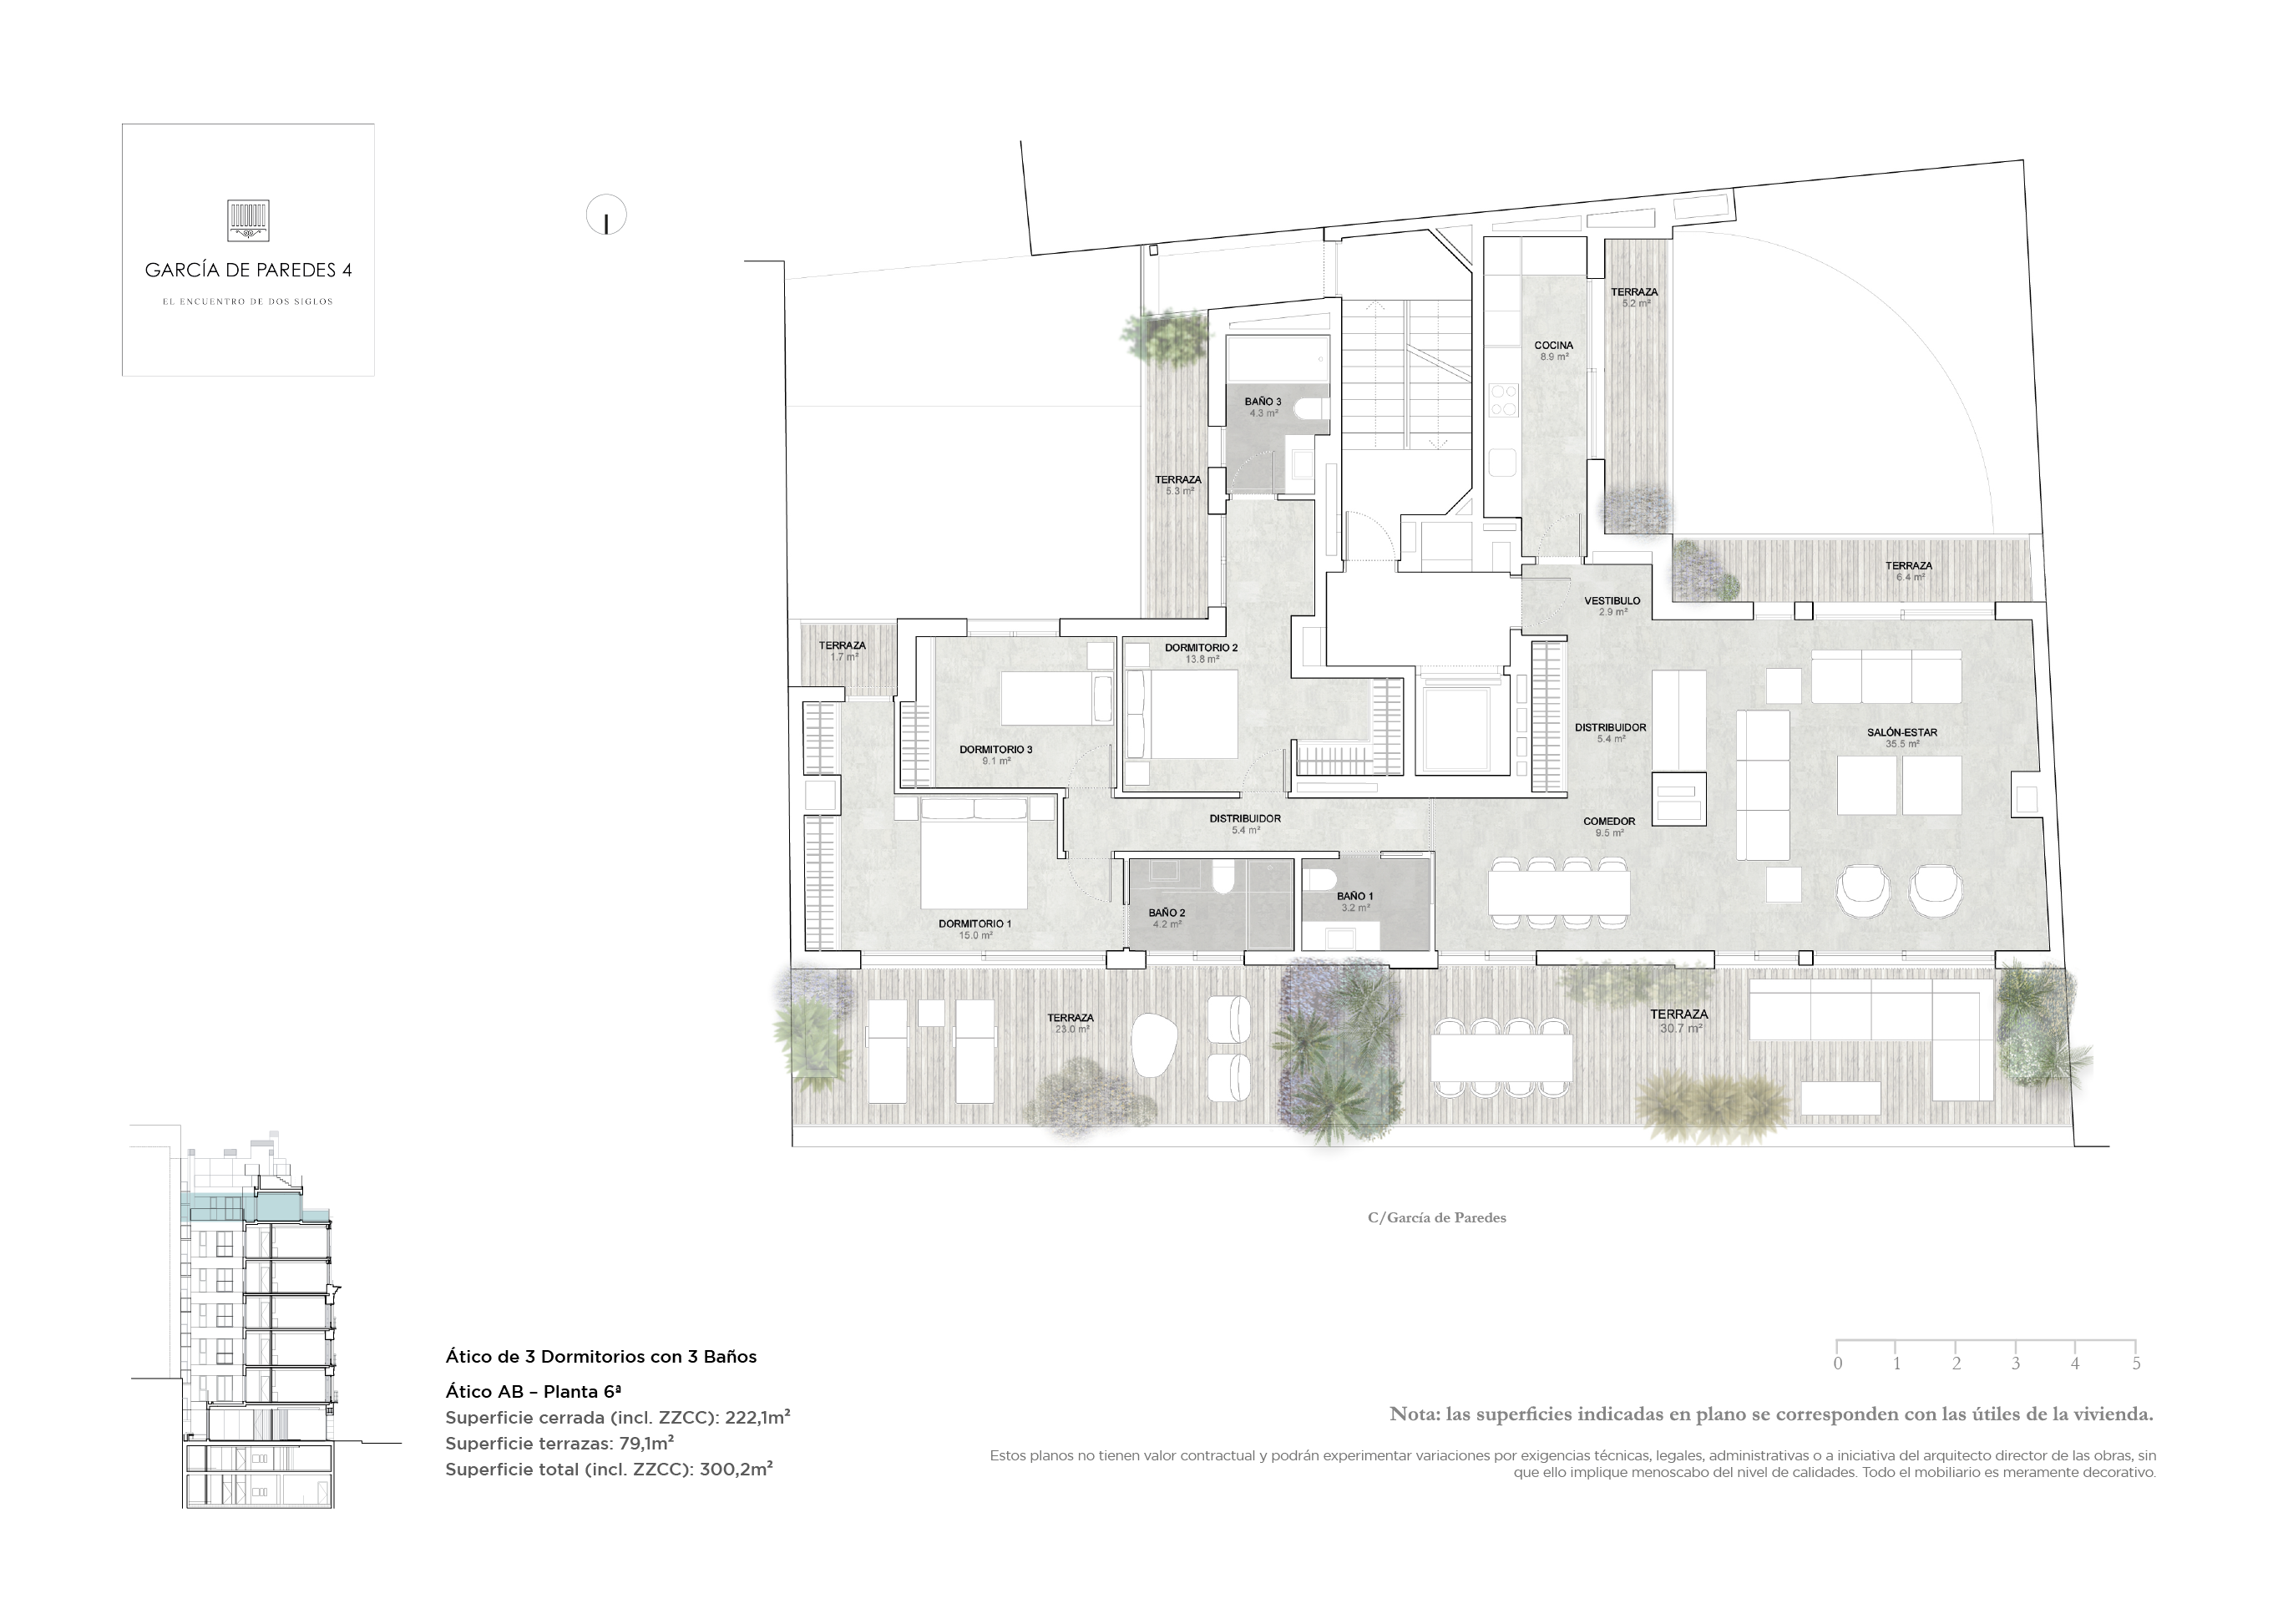 GARCÍA DE PAREDES 4
EL ENCUENTRO DE DOS SIGLOS
TERRAZA
5.2 m²
COCINA
8.9 m²
BAÑO 3
4.3 m²
TERRAZA
5.3 m²
TERRAZA
6.4 m²
VESTIBULO
2.9 m²
TERRAZA
1.7 m²
DORMITORIO 2
13.8 m²
DORMITORIO 3
9.1 m²
DISTRIBUIDOR
5.4 m²
SALÓN-ESTAR
35.5 m²
DISTRIBUIDOR
5.4 m²
COMEDOR
9.5 m²
DORMITORIO 1
15.0 m²
BAÑO 2
4.2 m²
BAÑO 1
3.2 m²
TERRAZA
23.0 m²
TERRAZA
30.7 m²
C/García de Paredes
Ático de 3 Dormitorios con 3 Baños
Ático AB – Planta 6ª
Superficie cerrada (incl. ZZCC): 222,1m²
Superficie terrazas: 79,1m²
Superficie total (incl. ZZCC): 300,2m²
0 1 2 3 4 5
Nota: las superficies indicadas en plano se corresponden con las útiles de la vivienda.
Estos planos no tienen valor contractual y podrán experimentar variaciones por exigencias técnicas, legales, administrativas o a iniciativa del arquitecto director de las obras, sin
que ello implique menoscabo del nivel de calidades. Todo el mobiliario es meramente decorativo.